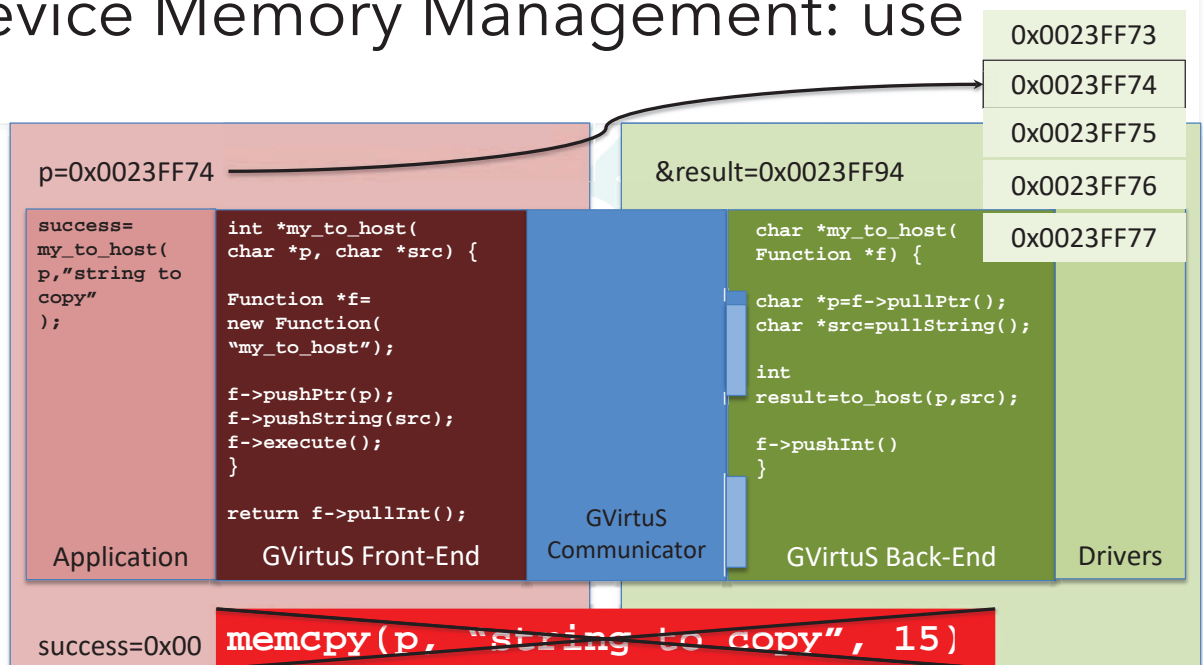 evice Memory Management: use
0x0023FF73
0x0023FF74
0x0023FF75
0x0023FF76
0x0023FF77
p=0x0023FF74
&result=0x0023FF94
success=
my_to_host(
p,"string to
copy"
);
Application
int *my_to_host(
char *p, char *src) {
Function *f=
new Function(
“my_to_host”);
f->pushPtr(p);
f->pushString(src);
f->execute();
}
return f->pullInt();
GVirtuS Front-End
GVirtuS
Communicator
char *my_to_host(
Function *f) {
char *p=f->pullPtr();
char *src=pullString();
int
result=to_host(p,src);
f->pushInt()
}
GVirtuS Back-End
Drivers
success=0x00
memcpy(p, “string to copy”, 15)